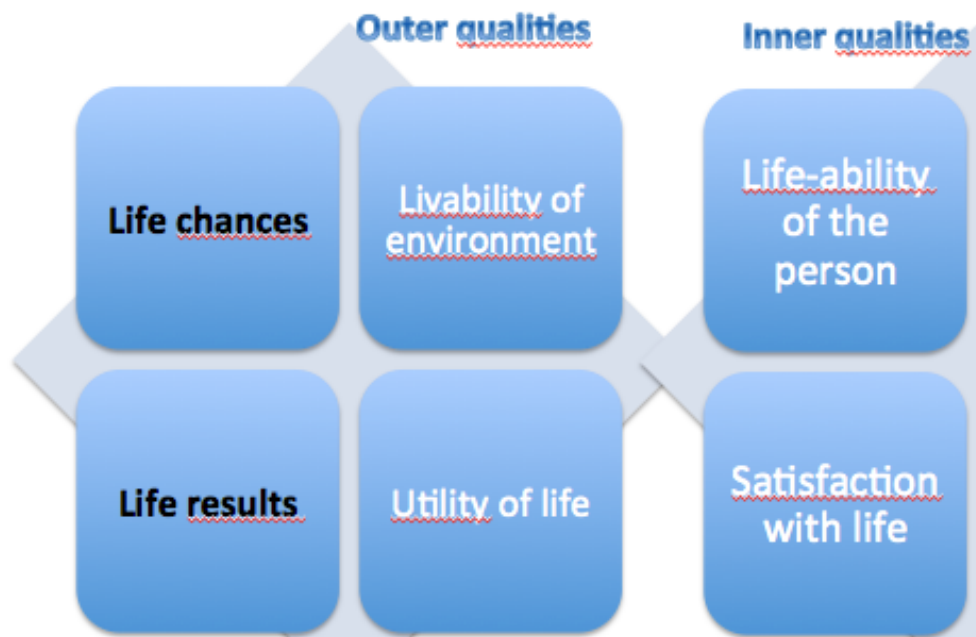 Outer qualities
Inner qualities
Life chances
Livability of
environment
Life-ability
of the
person
Life results
Utility of life
Satisfaction
with life